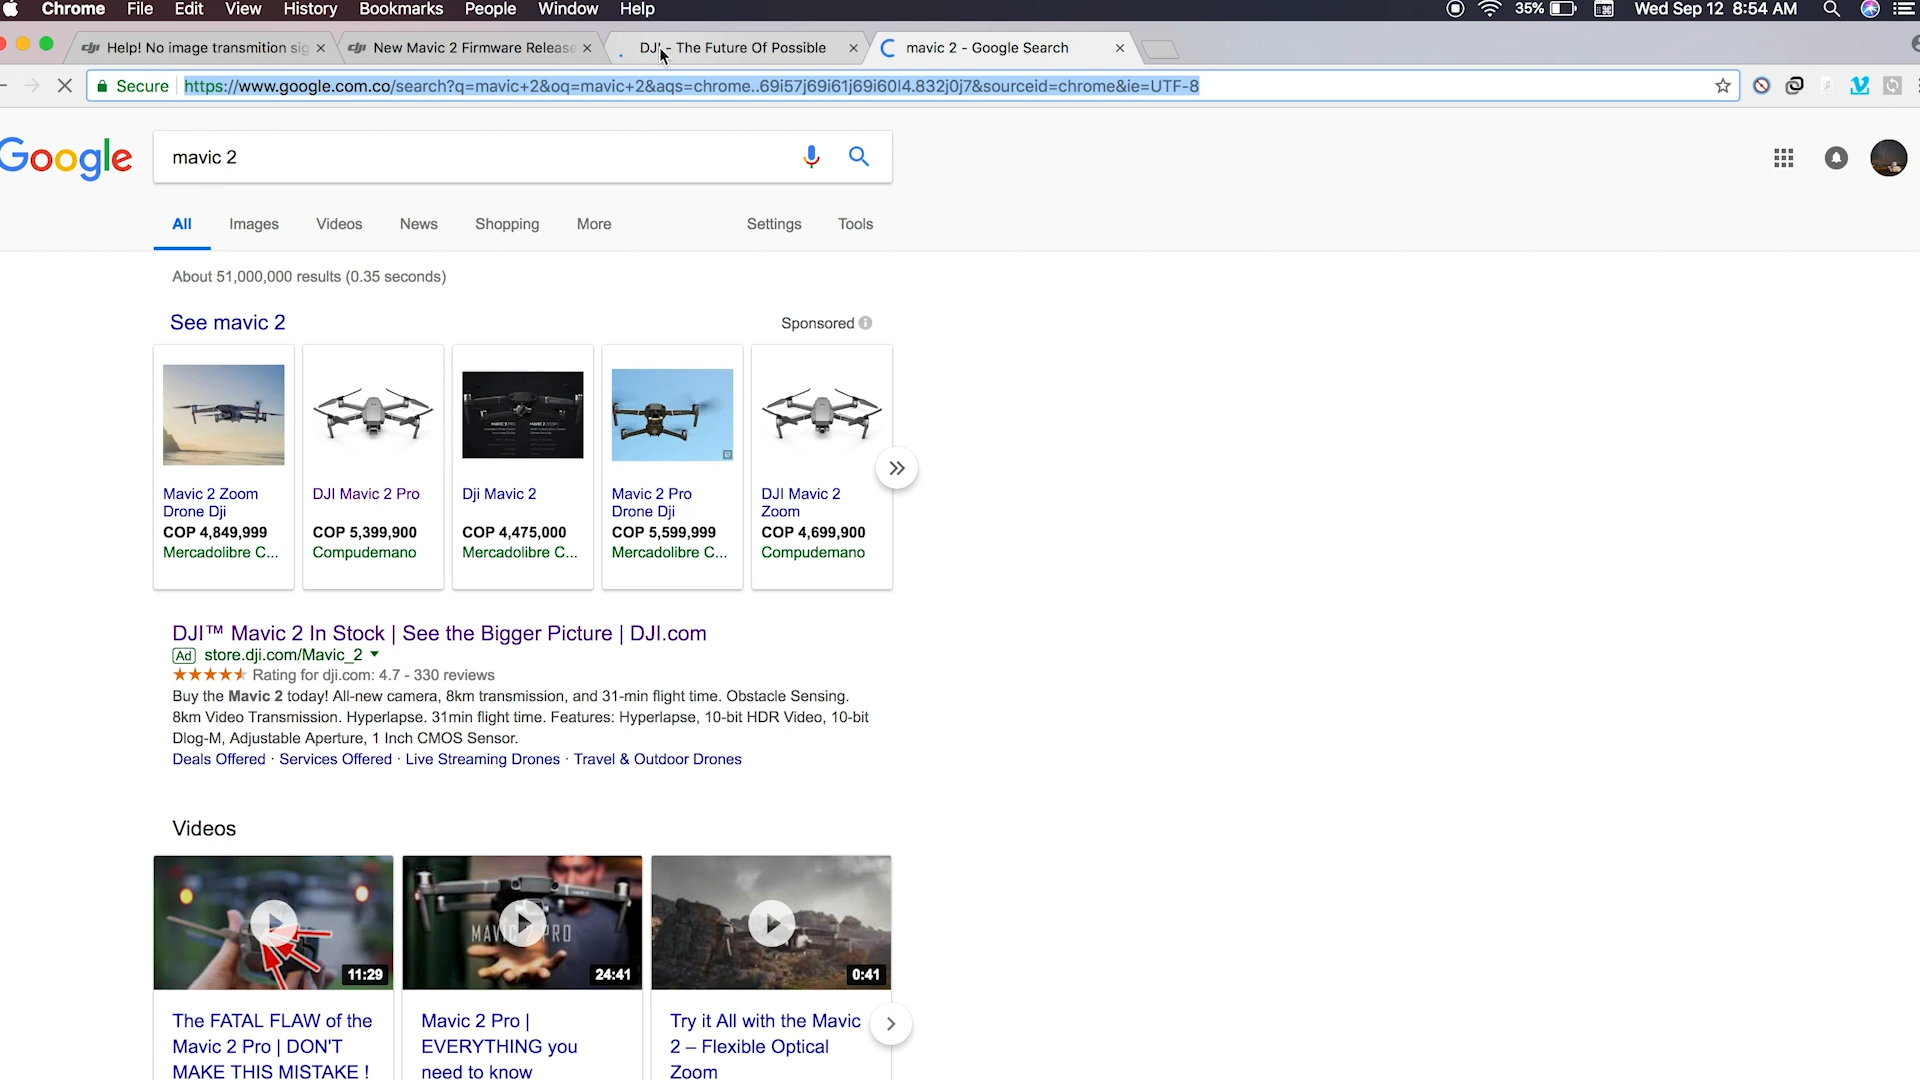 Chrome File Edit View History Bookmarks People Window Help 35% Wed Sep 12 8:54 AM
Help! No image transmition sig New Mavic 2 Firmware Release DJI - The Future Of Possible mavic 2 - Google Search
Secure https://www.google.com.co/search?q=mavic+2&oq=mavic+2&aqs=chrome..69i57j69i61j69i60l4.832j0j7&sourceid=chrome&ie=UTF-8
Google mavic 2
All Images Videos News Shopping More Settings Tools
About 51,000,000 results (0.35 seconds)
See mavic 2 Sponsored
Mavic 2 Zoom
Drone Dji
COP 4,849,999
Mercadolibre C...
DJI Mavic 2 Pro
COP 5,399,900
Compudemano
Dji Mavic 2
COP 4,475,000
Mercadolibre C...
Mavic 2 Pro
Drone Dji
COP 5,599,999
Mercadolibre C...
DJI Mavic 2
Zoom
COP 4,699,900
Compudemano
DJI™ Mavic 2 In Stock | See the Bigger Picture | DJI.com
Ad store.dji.com/Mavic_2
Rating for dji.com: 4.7 - 330 reviews
Buy the Mavic 2 today! All-new camera, 8km transmission, and 31-min flight time. Obstacle Sensing.
8km Video Transmission. Hyperlapse. 31min flight time. Features: Hyperlapse, 10-bit HDR Video, 10-bit
Dlog-M, Adjustable Aperture, 1 Inch CMOS Sensor.
Deals Offered · Services Offered · Live Streaming Drones · Travel & Outdoor Drones
Videos
11:29
The FATAL FLAW of the
Mavic 2 Pro | DON'T
MAKE THIS MISTAKE !
24:41
Mavic 2 Pro |
EVERYTHING you
need to know
0:41
Try it All with the Mavic
2 – Flexible Optical
Zoom